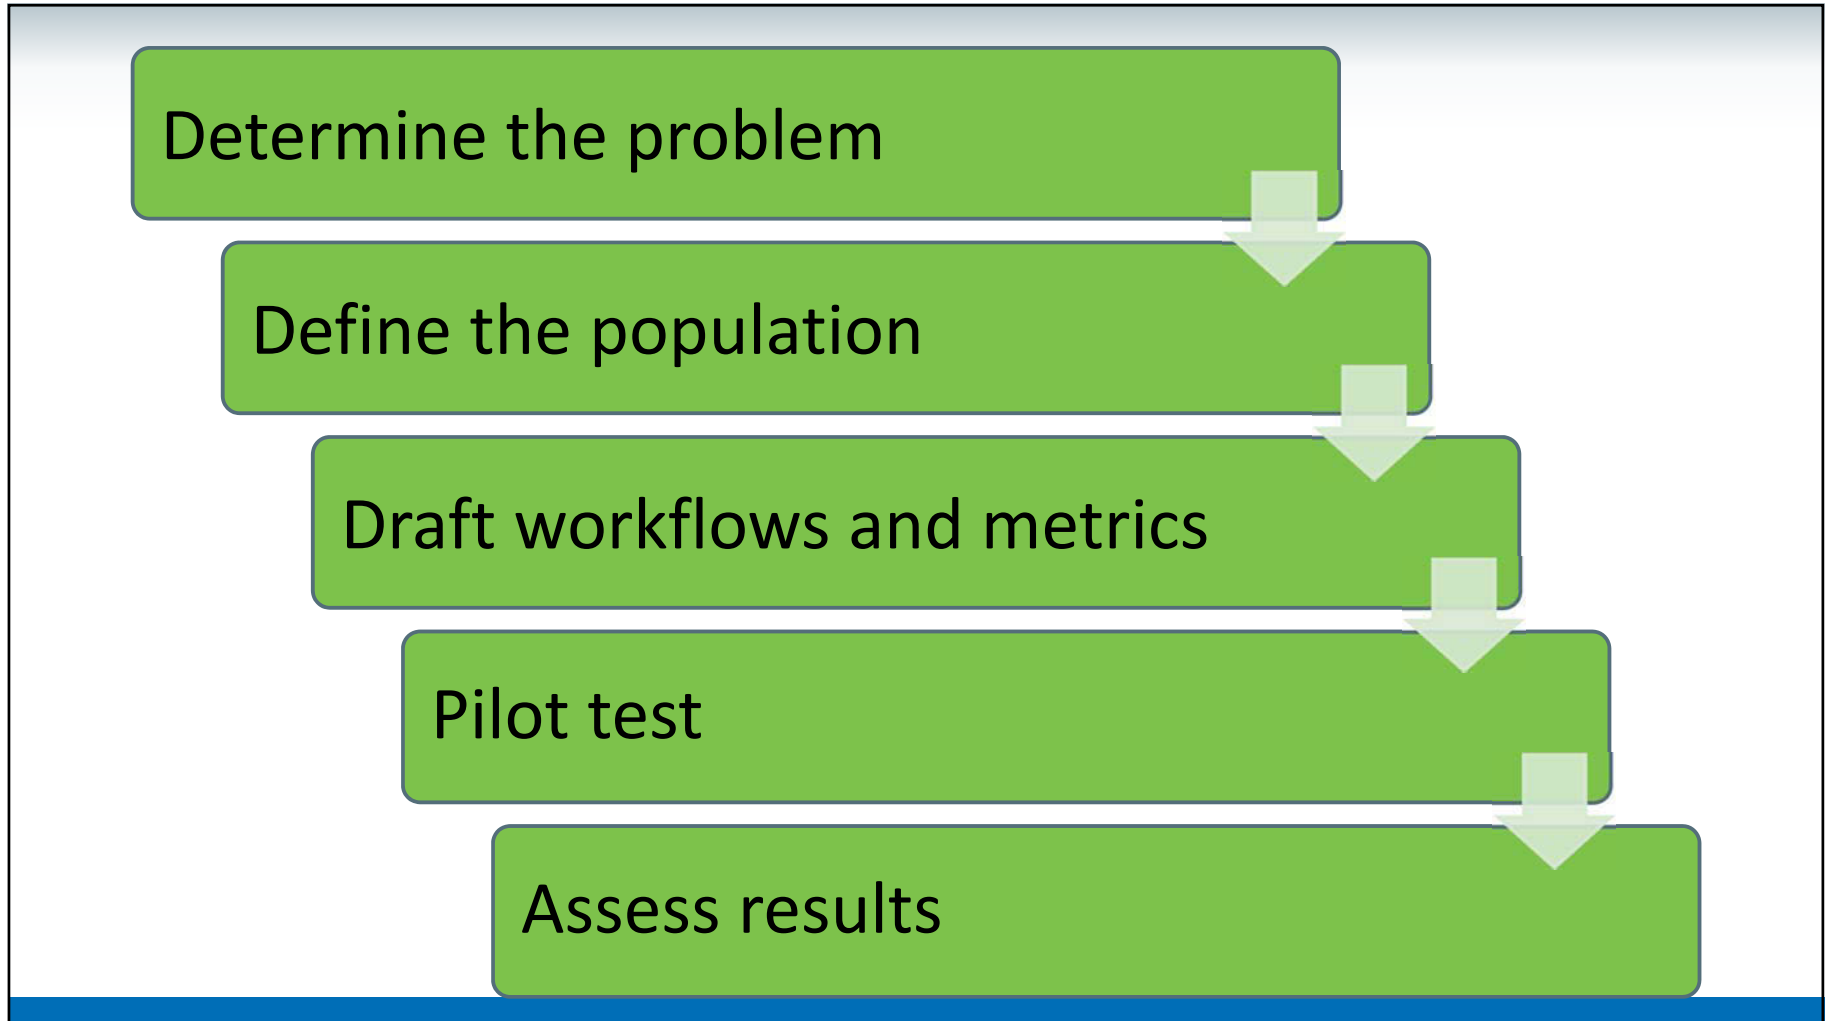 Determine the problem
Define the population
Draft workflows and metrics
Pilot test
Assess results